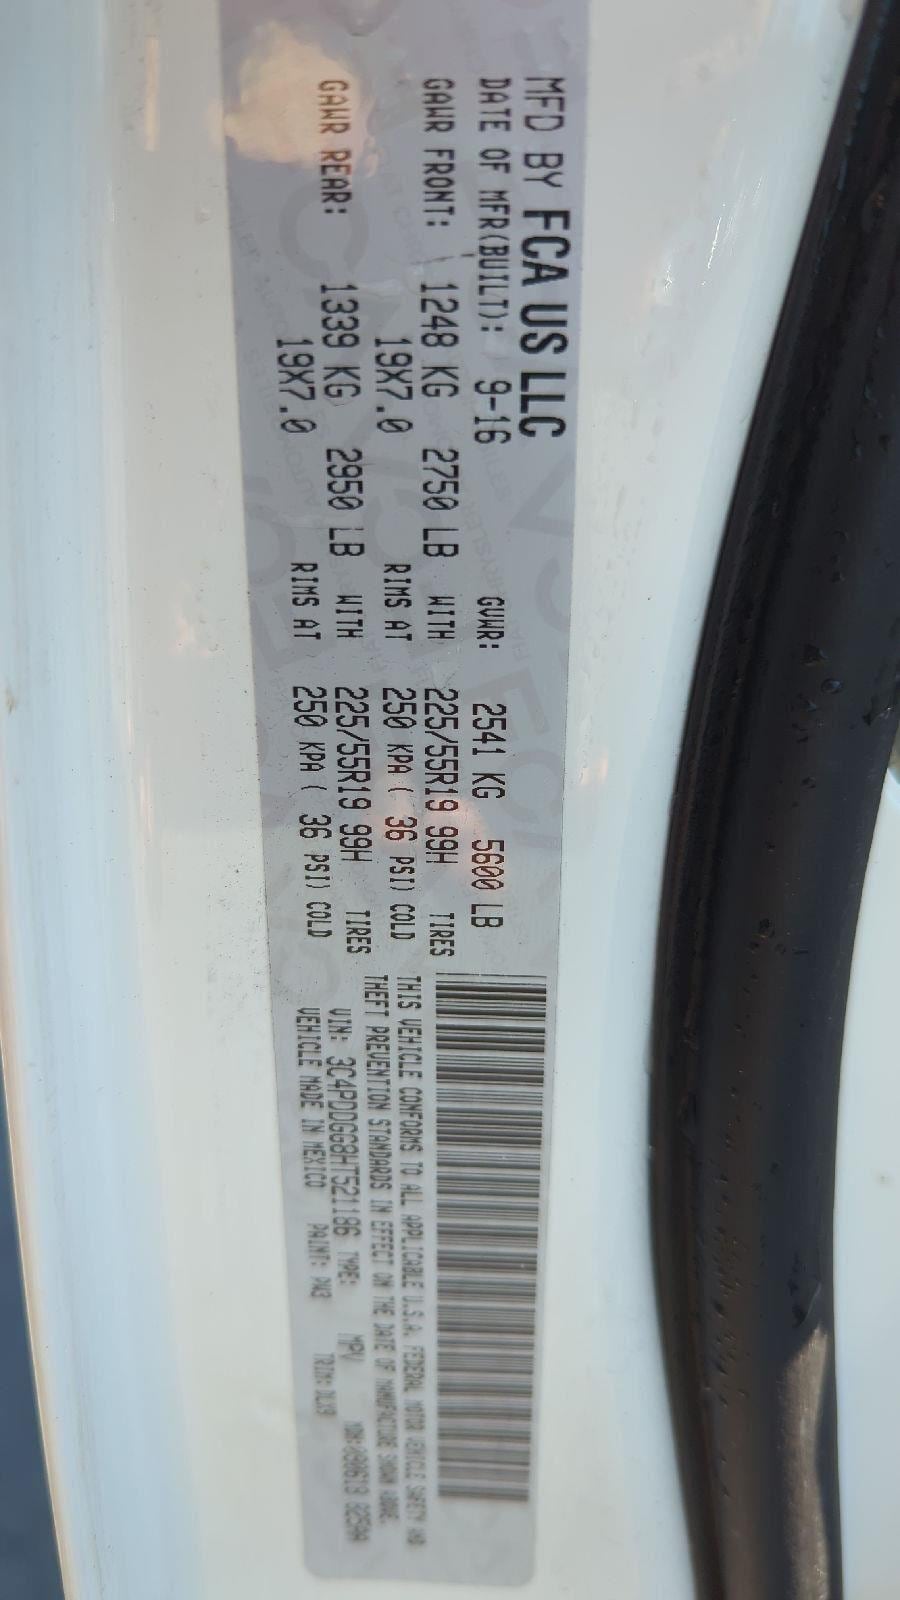 MFD BY FCA US LLC
DATE OF MFR(BUILT): 9-16 GVWR: 2541 KG 5600 LB
GAWR FRONT: 1248 KG 2750 LB WITH 225/55R19 99H TIRES
19X7.0 RIMS AT 250 KPA ( 36 PSI) COLD
GAWR REAR: 1339 KG 2950 LB WITH 225/55R19 99H TIRES
19X7.0 RIMS AT 250 KPA ( 36 PSI) COLD
THIS VEHICLE CONFORMS TO ALL APPLICABLE U.S.A. FEDERAL MOTOR VEHICLE SAFETY AND
THEFT PREVENTION STANDARDS IN EFFECT ON THE DATE OF MANUFACTURE SHOWN ABOVE.
VIN: 3C4PDDGG8HT521186 TYPE: MPV
VEHICLE MADE IN MEXICO PAINT: PW3 TRIM: DLX9